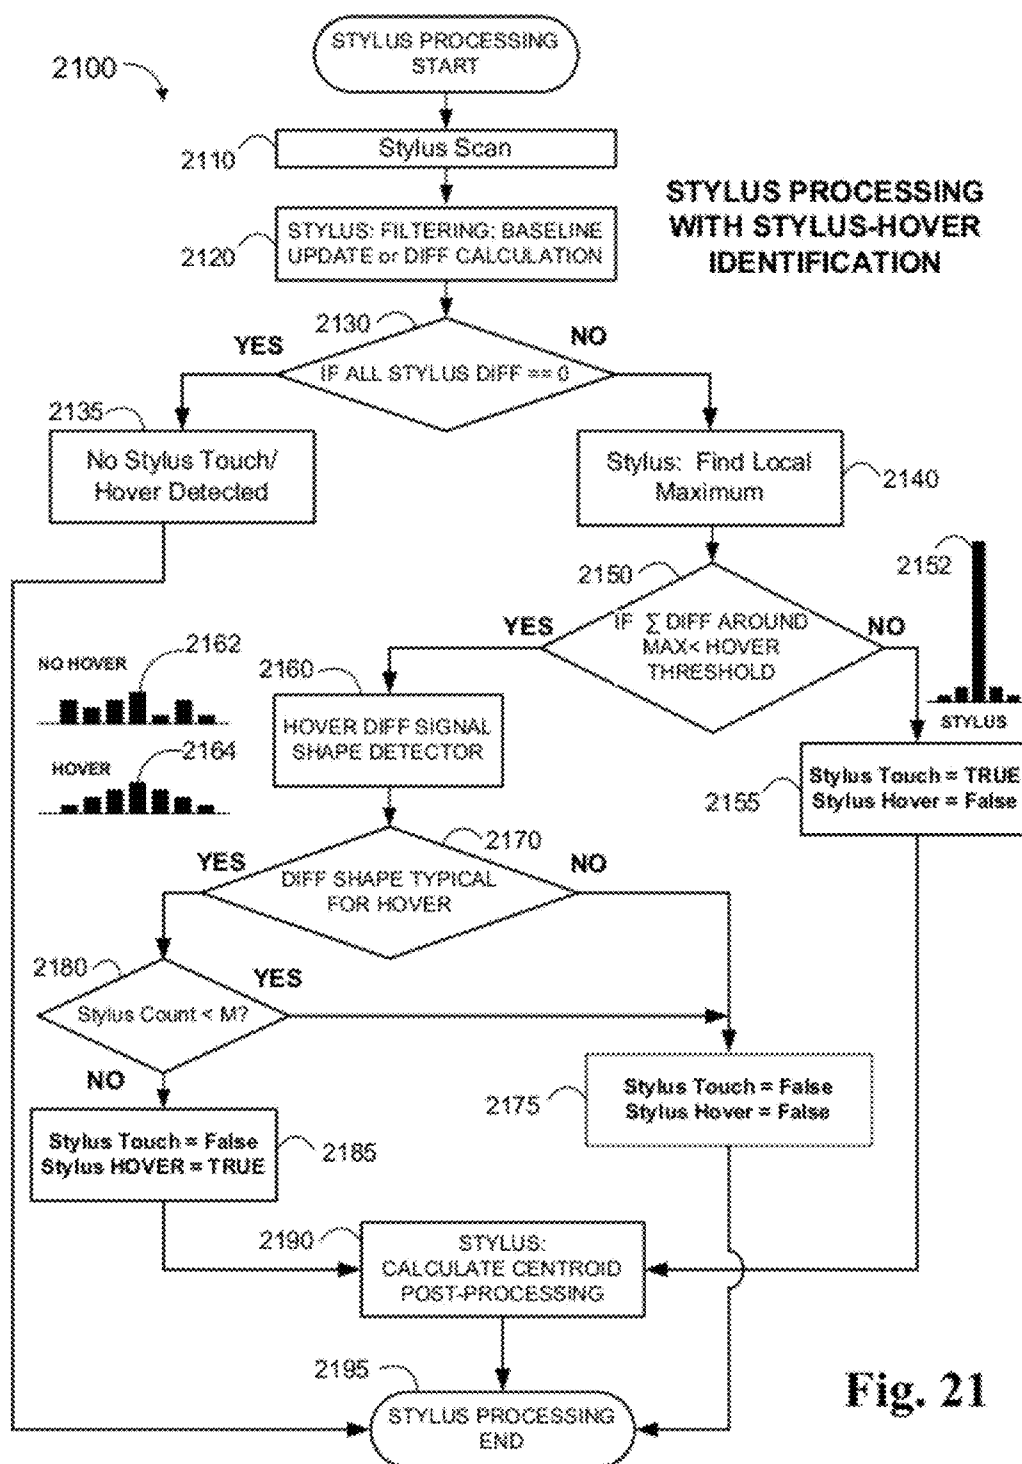 STYLUS PROCESSING
START
2100
2110
Stylus Scan
STYLUS PROCESSING
WITH STYLUS-HOVER
IDENTIFICATION
2120
STYLUS: FILTERING: BASELINE
UPDATE or DIFF CALCULATION
2130
YES
NO
IF ALL STYLUS DIFF == 0
2135
No Stylus Touch/
Hover Detected
Stylus: Find Local
Maximum
2140
2150
2152
YES
IF Σ DIFF AROUND
MAX< HOVER
THRESHOLD
NO
STYLUS
NO HOVER
2162
2160
HOVER DIFF SIGNAL
SHAPE DETECTOR
HOVER
2164
2155
Stylus Touch = TRUE
Stylus Hover = False
2170
YES
NO
DIFF SHAPE TYPICAL
FOR HOVER
2180
YES
Stylus Count < M?
NO
2175
Stylus Touch = False
Stylus Hover = False
Stylus Touch = False
Stylus HOVER = TRUE
2185
2190
STYLUS:
CALCULATE CENTROID
POST-PROCESSING
2195
STYLUS PROCESSING
END
Fig. 21